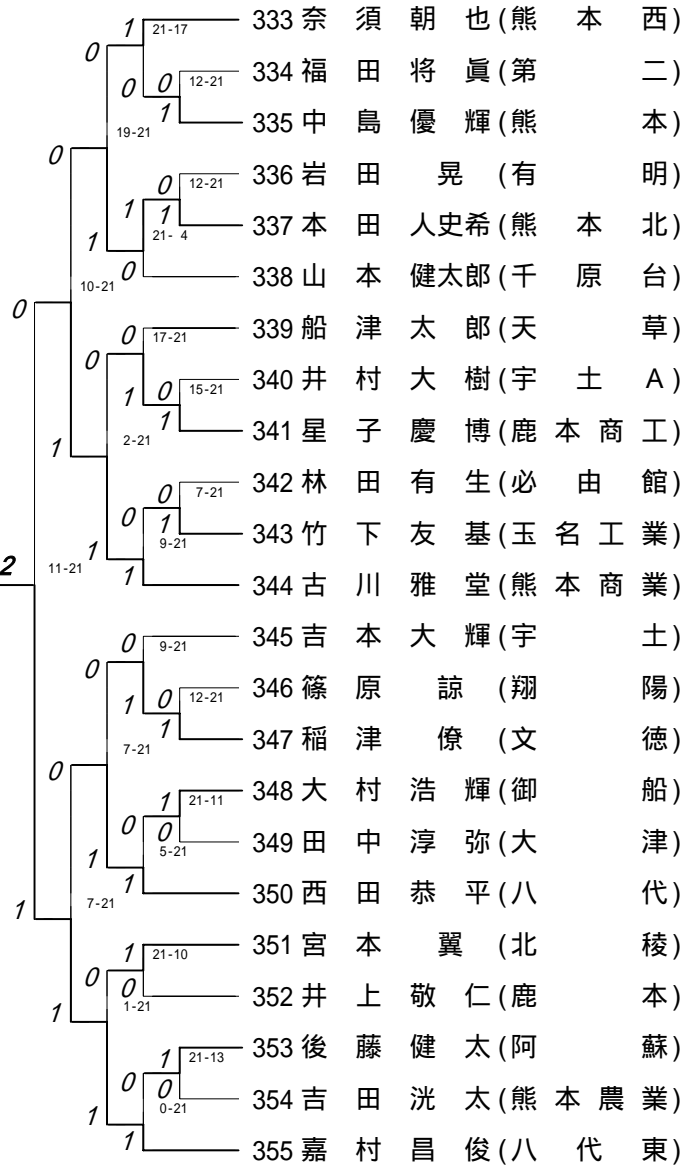 1 21-17 333 奈須朝也(熊本西)
0
0 0 12-21 334 福田将眞(第二)
1 335 中島優輝(熊本)
19-21
0
0 12-21 336 岩田晃(有明)
1 1 337 本田人史希(熊本北)
21- 4
1
0 338 山本健太郎(千原台)
10-21
0
0 17-21 339 船津太郎(天草)
0
1 0 15-21 340 井村大樹(宇土A)
1 341 星子慶博(鹿本商工)
2-21
1
0 7-21 342 林田有生(必由館)
0 1 343 竹下友基(玉名工業)
9-21
1
1 344 古川雅堂(熊本商業)
2 11-21
0 9-21 345 吉本大輝(宇土)
0
1 0 12-21 346 篠原諒(翔陽)
1 347 稲津僚(文徳)
7-21
0
1 21-11 348 大村浩輝(御船)
0 0 349 田中淳弥(大津)
5-21
1
1 350 西田恭平(八代)
1 7-21
1 21-10 351 宮本翼(北稜)
0
0 352 井上敬仁(鹿本)
1-21
1
1 21-13 353 後藤健太(阿蘇)
0 0 354 吉田洸太(熊本農業)
0-21
1
1 355 嘉村昌俊(八代東)